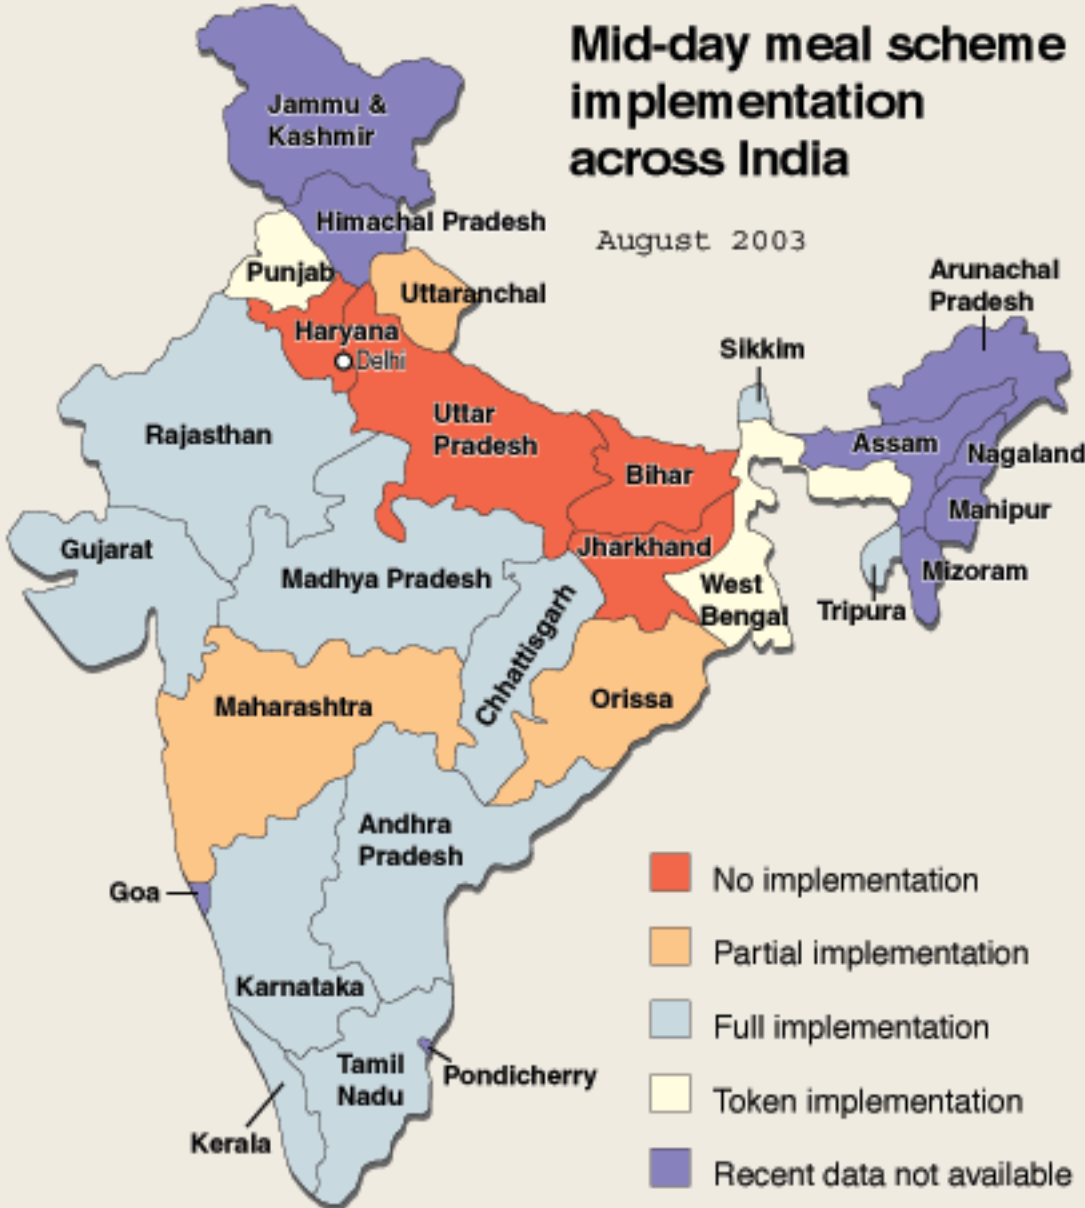 Mid-day meal scheme
implementation
across India
August 2003
Jammu &
Kashmir
Himachal Pradesh
Punjab
Uttaranchal
Haryana
Delhi
Arunachal
Pradesh
Sikkim
Rajasthan
Uttar
Pradesh
Bihar
Assam
Nagaland
Manipur
Gujarat
Madhya Pradesh
Jharkhand
West
Bengal
Mizoram
Tripura
Chhattisgarh
Maharashtra
Orissa
Andhra
Pradesh
Goa
Karnataka
Tamil
Nadu
Pondicherry
Kerala
No implementation
Partial implementation
Full implementation
Token implementation
Recent data not available